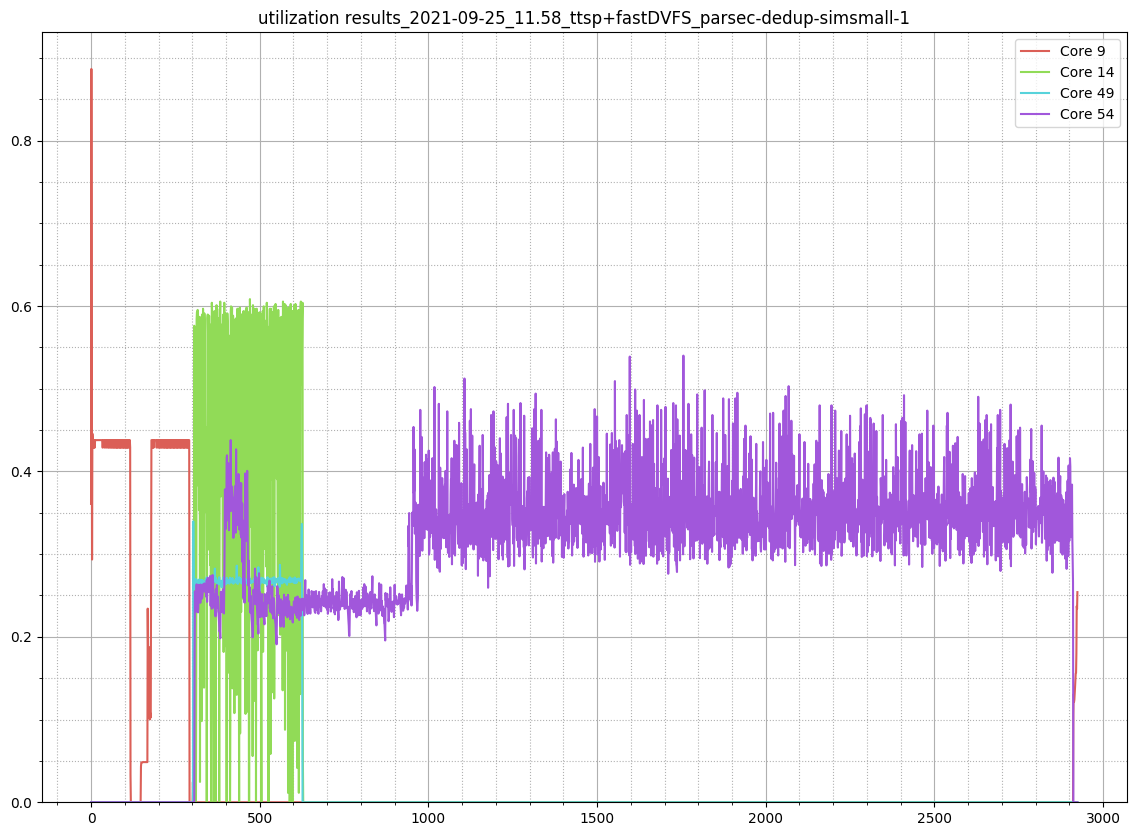 utilization results_2021-09-25_11.58_ttsp+fastDVFS_parsec-dedup-simsmall-1
Core 9
Core 14
Core 49
Core 54
0.8
0.6
0.4
0.2
0.0
0 500 1000 1500 2000 2500 3000